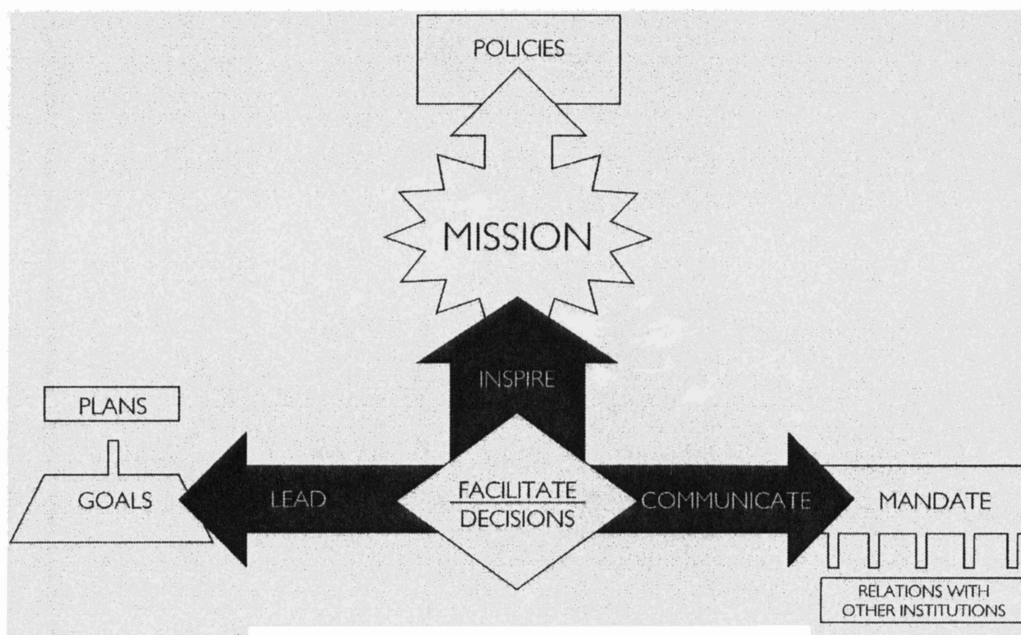 POLICIES
MISSION
INSPIRE
PLANS
GOALS
LEAD
FACILITATE
DECISIONS
COMMUNICATE
MANDATE
RELATIONS WITH
OTHER INSTITUTIONS